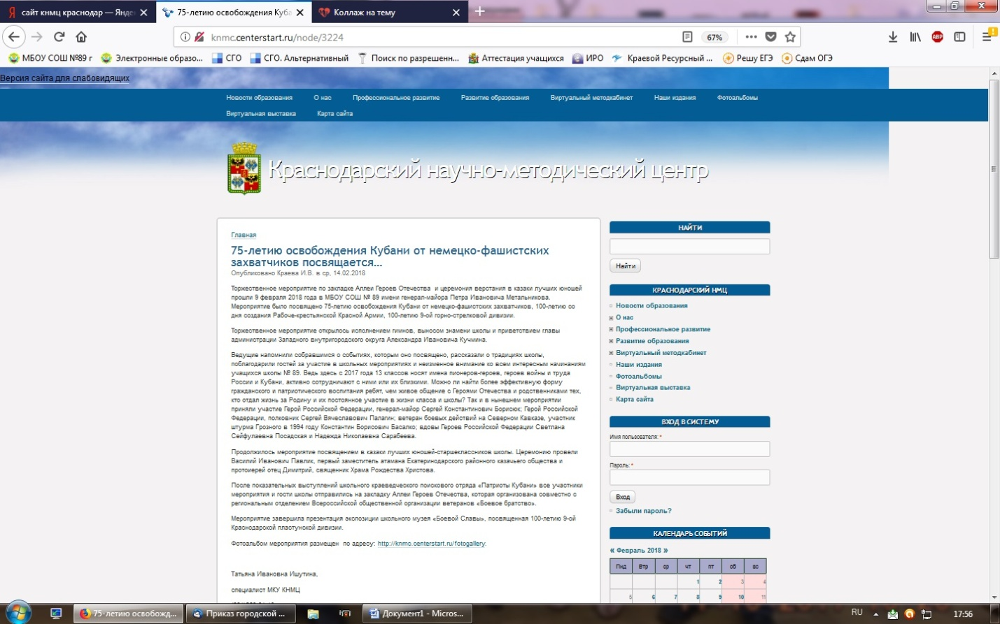 сайт кнмц краснодар — Янде
75-летию освобождения Куба
Коллаж на тему
knmc.centerstart.ru/node/3224
67%
МБОУ СОШ №89 г
Электронные образо...
СГО
СГО. Альтернативный
Поиск по разрешенн...
Аттестация учащихся
ИРО
Краевой Ресурсный ...
Решу ЕГЭ
Сдам ОГЭ
Версия сайта для слабовидящих
Новости образования
О нас
Профессиональное развитие
Развитие образования
Виртуальный методкабинет
Наши издания
Фотоальбомы
Виртуальная выставка
Карта сайта
Краснодарский научно-методический центр
Главная
75-летию освобождения Кубани от немецко-фашистских
захватчиков посвящается...
Опубликовано Краева И.В. в ср, 14.02.2018
Торжественное мероприятие по закладке Аллеи Героев Отечества и церемония верстания в казаки лучших юношей
прошли 9 февраля 2018 года в МБОУ СОШ № 89 имени генерал-майора Петра Ивановича Метальникова.
Мероприятие было посвящено 75-летию освобождения Кубани от немецко-фашистских захватчиков, 100-летию со
дня создания Рабоче-крестьянской Красной Армии, 100-летию 9-ой горно-стрелковой дивизии.
Торжественное мероприятие открылось исполнением гимнов, выносом знамени школы и приветствием главы
администрации Западного внутригородского округа Александра Ивановича Кучмина.
Ведущие напомнили собравшимся о событиях, которым оно посвящено, рассказали о традициях школы,
поблагодарили гостей за участие в школьных мероприятиях и неизменное внимание ко всем интересным начинаниям
учащихся школы № 89. Ведь здесь с 2017 года 13 классов носят имена пионеров-героев, героев войны и труда
России и Кубани, активно сотрудничают с ними или их близкими. Можно ли найти более эффективную форму
гражданского и патриотического воспитания ребят, чем живое общение с Героями Отечества и родственниками тех,
кто отдал жизнь за Родину и их постоянное участие в жизни класса и школы? Так и в нынешнем мероприятии
приняли участие Герой Российской Федерации, генерал-майор Сергей Константинович Борисюк; Герой Российской
Федерации, полковник Сергей Вячеславович Палагин; ветеран боевых действий на Северном Кавказе, участник
штурма Грозного в 1994 году Константин Борисович Басалко; вдовы Героев Российской Федерации Светлана
Сейфулаевна Посадская и Надежда Николаевна Сарабеева.
Продолжилось мероприятие посвящением в казаки лучших юношей-старшеклассников школы. Церемонию провели
Василий Иванович Павлик, первый заместитель атамана Екатеринодарского районного казачьего общества и
протоиерей отец Димитрий, священник Храма Рождества Христова.
После показательных выступлений школьного краеведческого поискового отряда «Патриоты Кубани» все участники
мероприятия и гости школы отправились на закладку Аллеи Героев Отечества, которая организована совместно с
региональным отделением Всероссийской общественной организации ветеранов «Боевое братство».
Мероприятие завершила презентация экспозиции школьного музея «Боевой Славы», посвященная 100-летию 9-ой
Краснодарской пластунской дивизии.
Фотоальбом мероприятия размещен по адресу: http://knmc.centerstart.ru/fotogallery.
Татьяна Ивановна Ишутина,
специалист МКУ КНМЦ
НАЙТИ
Найти
КРАСНОДАРСКИЙ НМЦ
Новости образования
О нас
Профессиональное развитие
Развитие образования
Виртуальный методкабинет
Наши издания
Фотоальбомы
Виртуальная выставка
Карта сайта
ВХОД В СИСТЕМУ
Имя пользователя: *
Пароль: *
Вход
Забыли пароль?
КАЛЕНДАРЬ СОБЫТИЙ
« Февраль 2018 »
Пнд Втр ср чт пт сб вс
1 2 3 4
5 6 7 8 9 10 11
75-летию освобожд...
Приказ городской ...
Документ1 - Micros...
RU
17:56